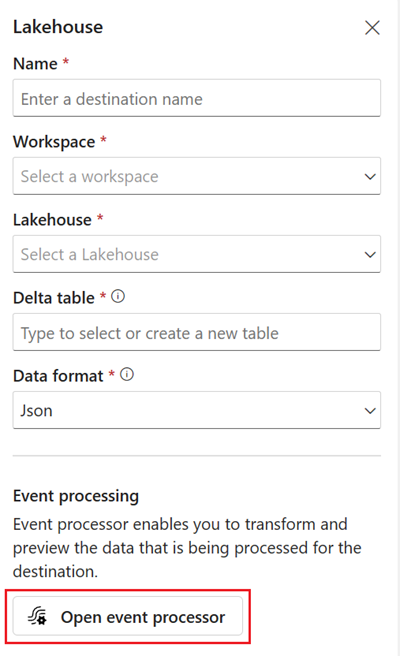 Lakehouse
Name *
Enter a destination name
Workspace *
Select a workspace
Lakehouse *
Select a Lakehouse
Delta table *
Type to select or create a new table
Data format *
Json
Event processing
Event processor enables you to transform and
preview the data that is being processed for the
destination.
Open event processor